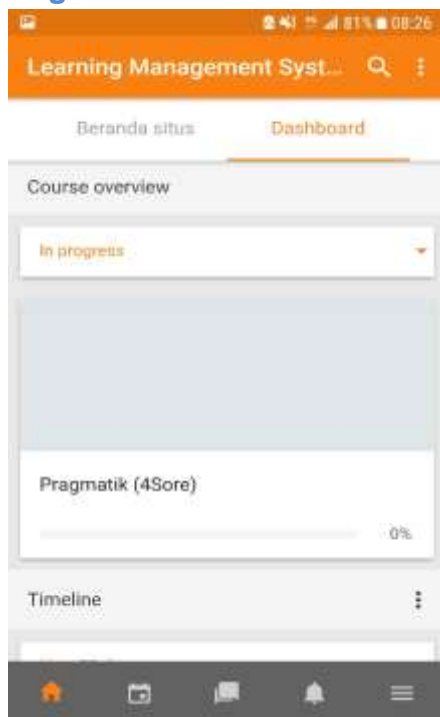 81% 08:26
Learning Management Syst...
Beranda situs Dashboard
Course overview
In progress
Pragmatik (4Sore)
0%
Timeline